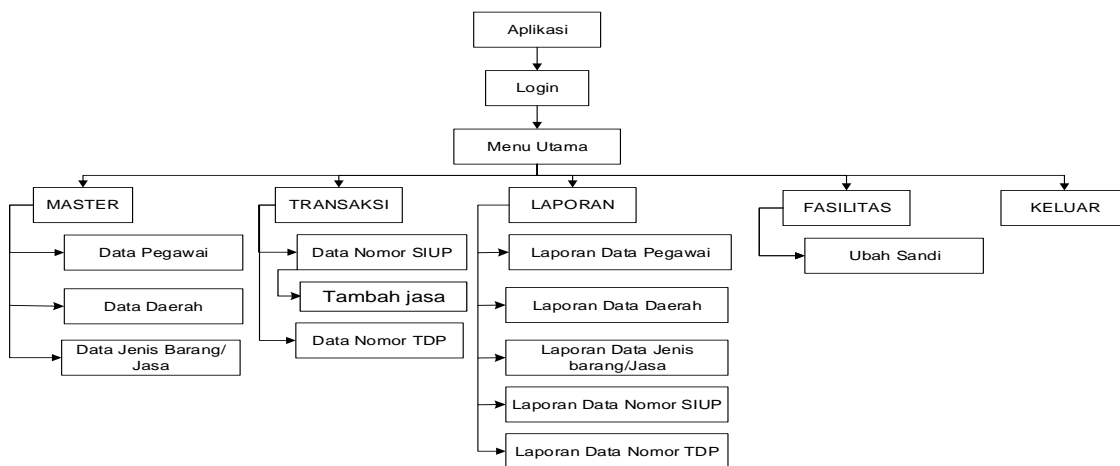 Aplikasi
Login
Menu Utama
MASTER
TRANSAKSI
LAPORAN
FASILITAS
KELUAR
Data Pegawai
Data Daerah
Data Jenis Barang/
Jasa
Data Nomor SIUP
Tambah jasa
Data Nomor TDP
Laporan Data Pegawai
Laporan Data Daerah
Laporan Data Jenis
barang/Jasa
Laporan Data Nomor SIUP
Laporan Data Nomor TDP
Ubah Sandi